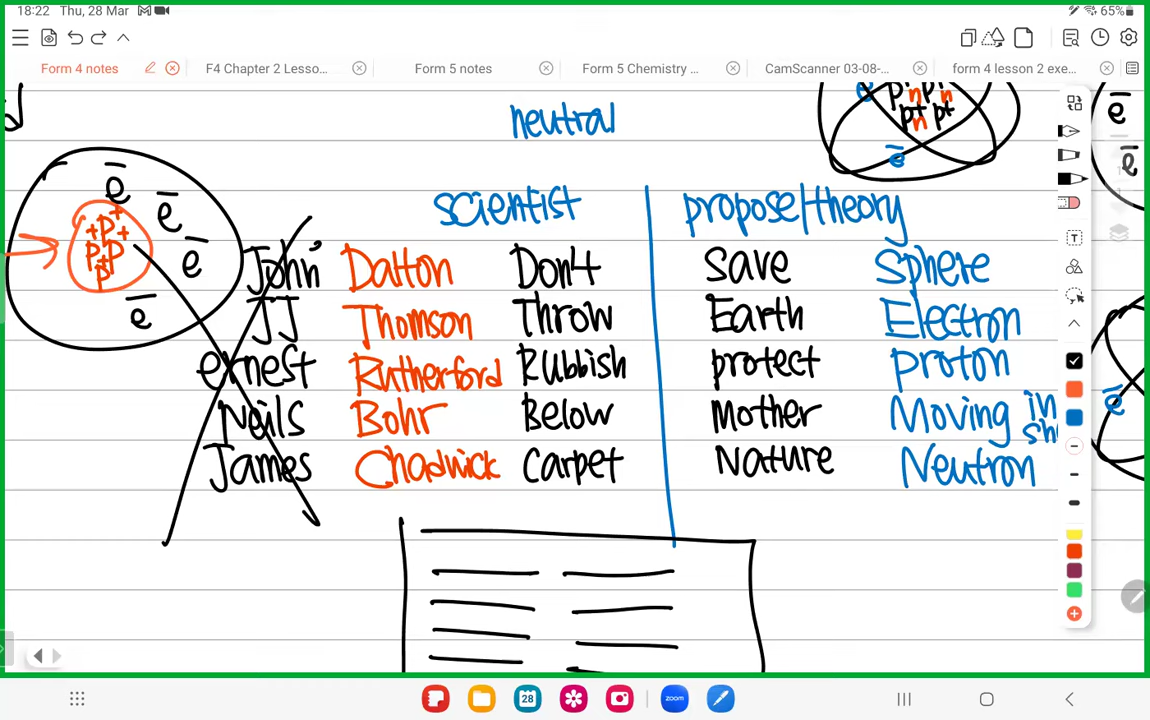 18:22 Thu, 28 Mar
65%
Form 4 notes
F4 Chapter 2 Lesso...
Form 5 notes
Form 5 Chemistry ...
CamScanner 03-08-...
form 4 lesson 2 exe...
neutral
e p n p n
p+ n p+
e
e
e
e e e e
+ p + +
p + p
p
scientist propose/theory
John Dalton Don't save Sphere
JJ Thomson Throw Earth Electron
ernest Rutherford Rubbish protect proton
Neils Bohr Below Mother Moving in
James Chadwick Carpet Nature Neutron
e
T
28
zoom